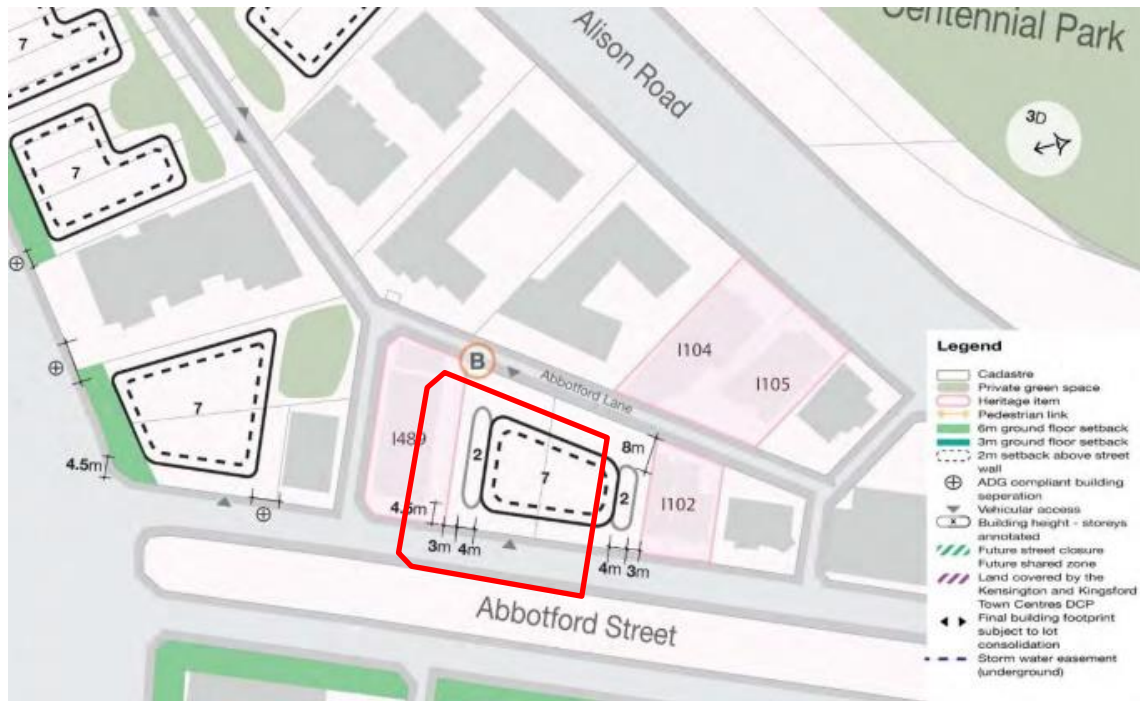 Centennial Park
7
Alison Road
3D
7
I104
B
Abbotford Lane
I105
7
I489
8m
2
7
2
I102
4.5m
4.5m
3m 4m
4m 3m
Abbotford Street
Legend
Cadastre
Private green space
Heritage item
Pedestrian link
6m ground floor setback
3m ground floor setback
2m setback above street
wall
ADG compliant building
seperation
Vehicular access
x
Building height - storeys
annotated
Future street closure
Future shared zone
Land covered by the
Kensington and Kingsford
Town Centres DCP
Final building footprint
subject to lot
consolidation
Storm water easement
(underground)